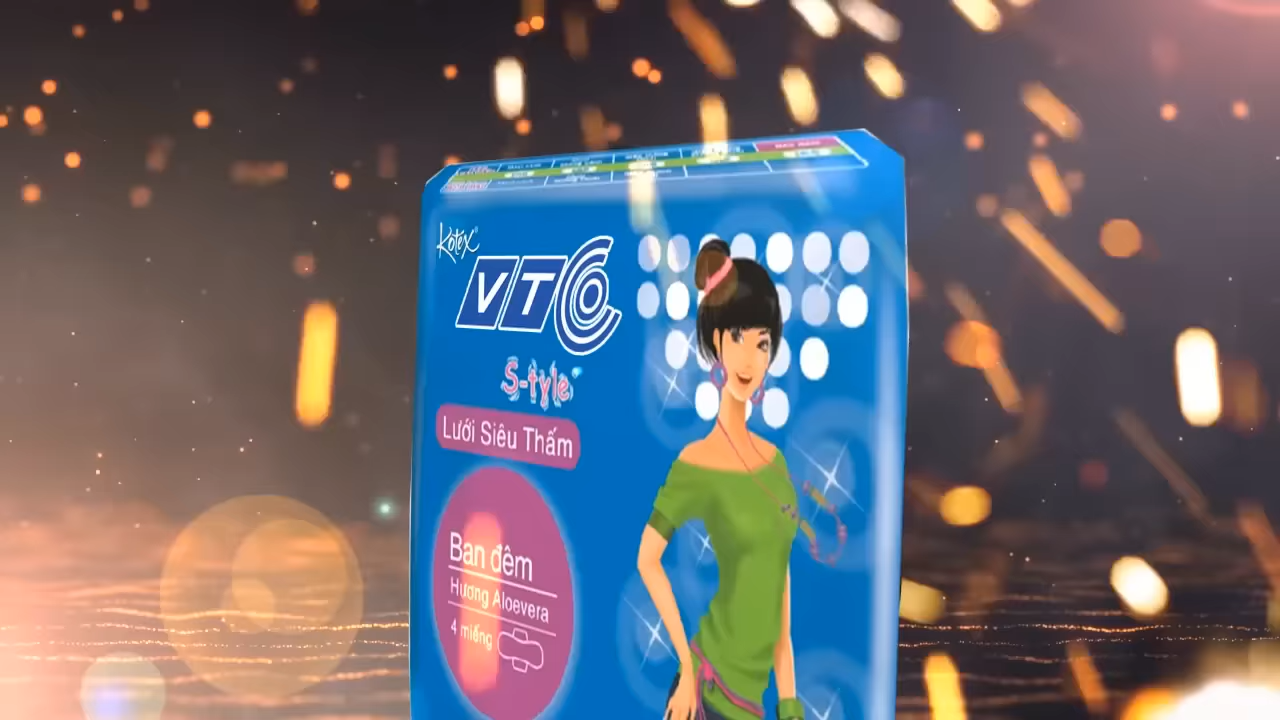 Kotex
VTC
S-tyle
Lưới Siêu Thấm
Ban đêm
Hương Aloevera
4 miếng